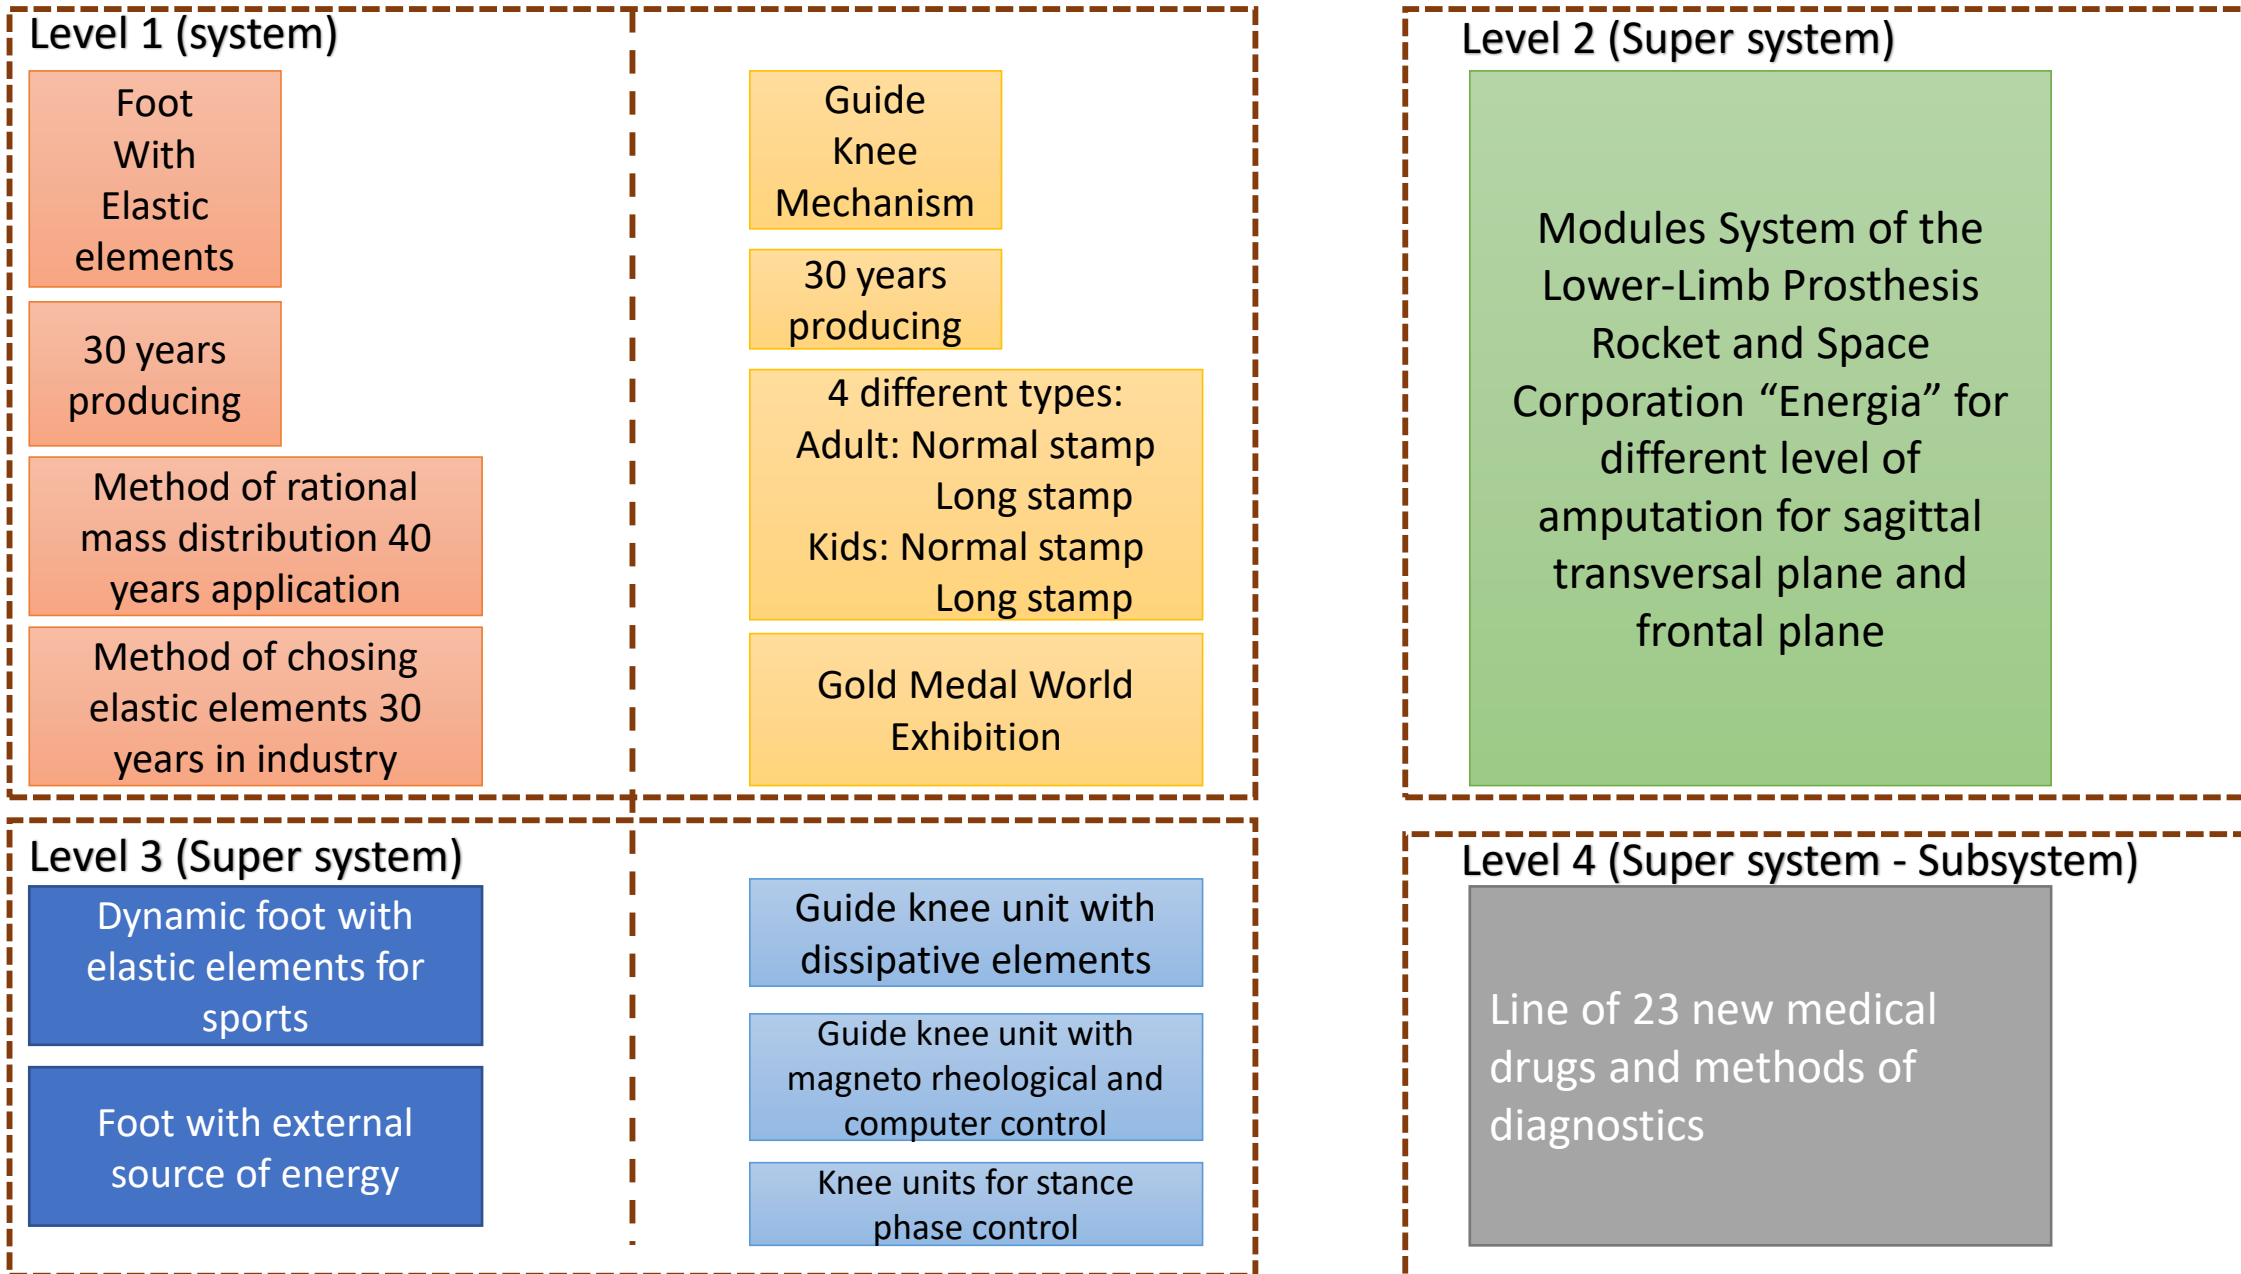 Level 1 (system)
Foot
With
Elastic
elements
30 years
producing
Method of rational
mass distribution 40
years application
Method of chosing
elastic elements 30
years in industry
Guide
Knee
Mechanism
30 years
producing
4 different types:
Adult: Normal stamp
Long stamp
Kids: Normal stamp
Long stamp
Gold Medal World
Exhibition
Level 2 (Super system)
Modules System of the
Lower-Limb Prosthesis
Rocket and Space
Corporation “Energia” for
different level of
amputation for sagittal
transversal plane and
frontal plane
Level 3 (Super system)
Dynamic foot with
elastic elements for
sports
Foot with external
source of energy
Guide knee unit with
dissipative elements
Guide knee unit with
magneto rheological and
computer control
Knee units for stance
phase control
Level 4 (Super system - Subsystem)
Line of 23 new medical
drugs and methods of
diagnostics